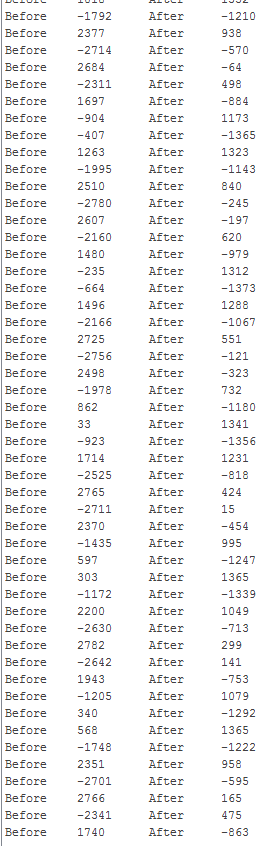 Before -1792 After -1210
Before 2377 After 938
Before -2714 After -570
Before 2684 After -64
Before -2311 After 498
Before 1697 After -884
Before -904 After 1173
Before -407 After -1365
Before 1263 After 1323
Before -1995 After -1143
Before 2510 After 840
Before -2780 After -245
Before 2607 After -197
Before -2160 After 620
Before 1480 After -979
Before -235 After 1312
Before -664 After -1373
Before 1496 After 1288
Before -2166 After -1067
Before 2725 After 551
Before -2756 After -121
Before 2498 After -323
Before -1978 After 732
Before 862 After -1180
Before 33 After 1341
Before -923 After -1356
Before 1714 After 1231
Before -2525 After -818
Before 2765 After 424
Before -2711 After 15
Before 2370 After -454
Before -1435 After 995
Before 597 After -1247
Before 303 After 1365
Before -1172 After -1339
Before 2200 After 1049
Before -2630 After -713
Before 2782 After 299
Before -2642 After 141
Before 1943 After -753
Before -1205 After 1079
Before 340 After -1292
Before 568 After 1365
Before -1748 After -1222
Before 2351 After 958
Before -2701 After -595
Before 2766 After 165
Before -2341 After 475
Before 1740 After -863